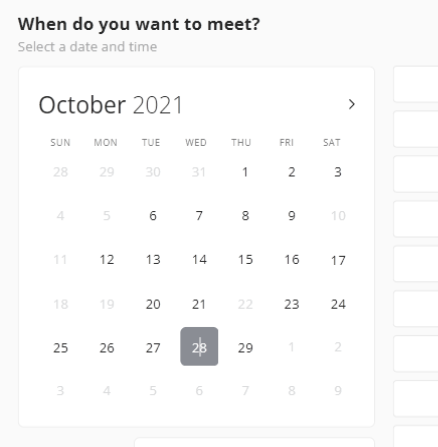 When do you want to meet?
Select a date and time
October 2021
SUN MON TUE WED THU FRI SAT
28 29 30 31 1 2 3
4 5 6 7 8 9 10
11 12 13 14 15 16 17
18 19 20 21 22 23 24
25 26 27 28 29 1 2
3 4 5 6 7 8 9